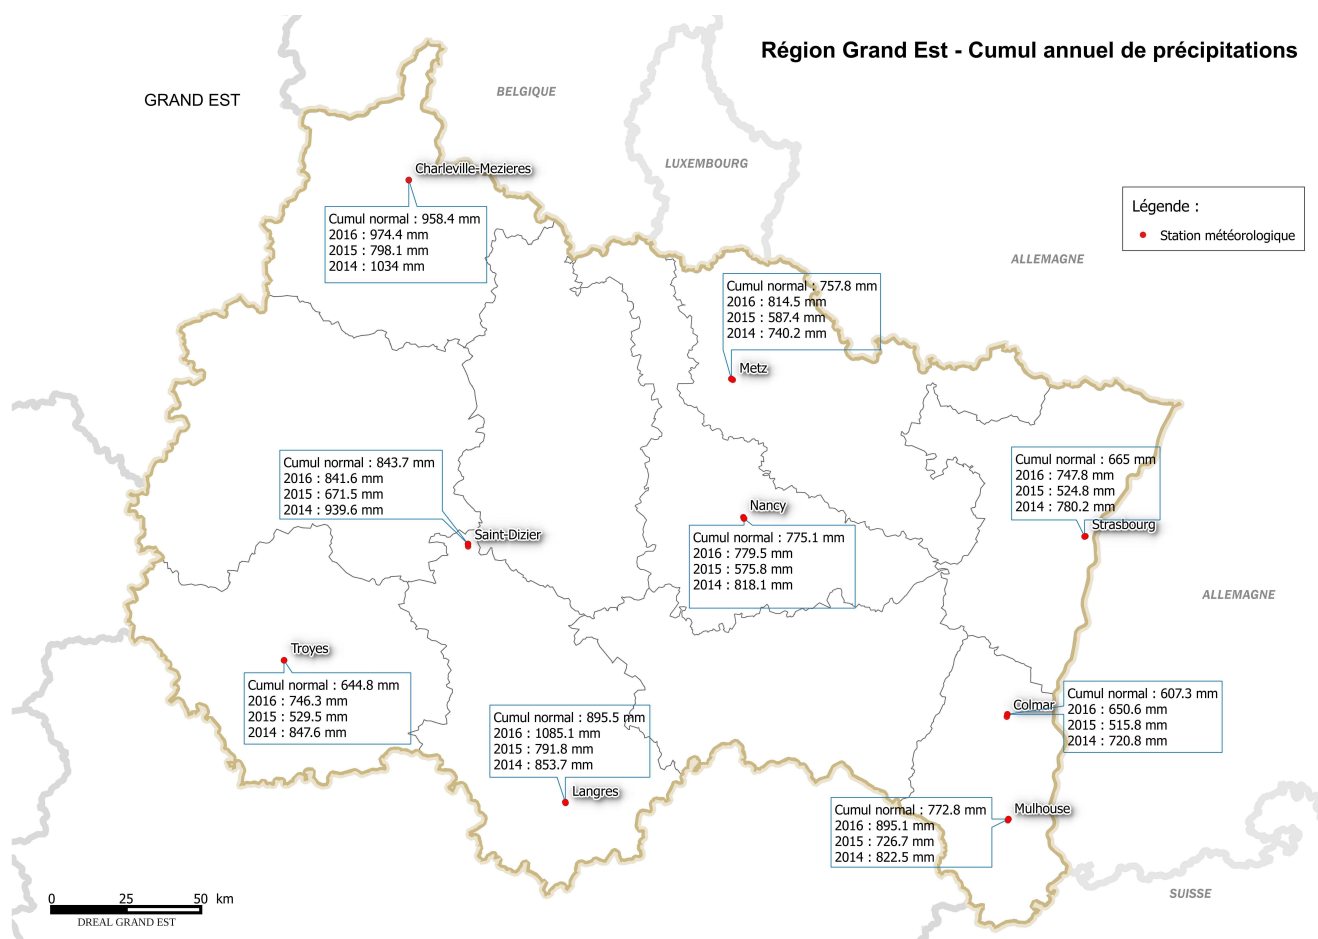 Région Grand Est - Cumul annuel de précipitations
GRAND EST
BELGIQUE
LUXEMBOURG
Charleville-Mezieres
Cumul normal : 958.4 mm
2016 : 974.4 mm
2015 : 798.1 mm
2014 : 1034 mm
Légende :
Station météorologique
ALLEMAGNE
Cumul normal : 757.8 mm
2016 : 814.5 mm
2015 : 587.4 mm
2014 : 740.2 mm
Metz
Cumul normal : 843.7 mm
2016 : 841.6 mm
2015 : 671.5 mm
2014 : 939.6 mm
Saint-Dizier
Nancy
Cumul normal : 775.1 mm
2016 : 779.5 mm
2015 : 575.8 mm
2014 : 818.1 mm
Cumul normal : 665 mm
2016 : 747.8 mm
2015 : 524.8 mm
2014 : 780.2 mm
Strasbourg
ALLEMAGNE
Troyes
Cumul normal : 644.8 mm
2016 : 746.3 mm
2015 : 529.5 mm
2014 : 847.6 mm
Cumul normal : 895.5 mm
2016 : 1085.1 mm
2015 : 791.8 mm
2014 : 853.7 mm
Langres
Colmar
Cumul normal : 607.3 mm
2016 : 650.6 mm
2015 : 515.8 mm
2014 : 720.8 mm
Mulhouse
Cumul normal : 772.8 mm
2016 : 895.1 mm
2015 : 726.7 mm
2014 : 822.5 mm
SUISSE
0 25 50 km
DREAL GRAND EST